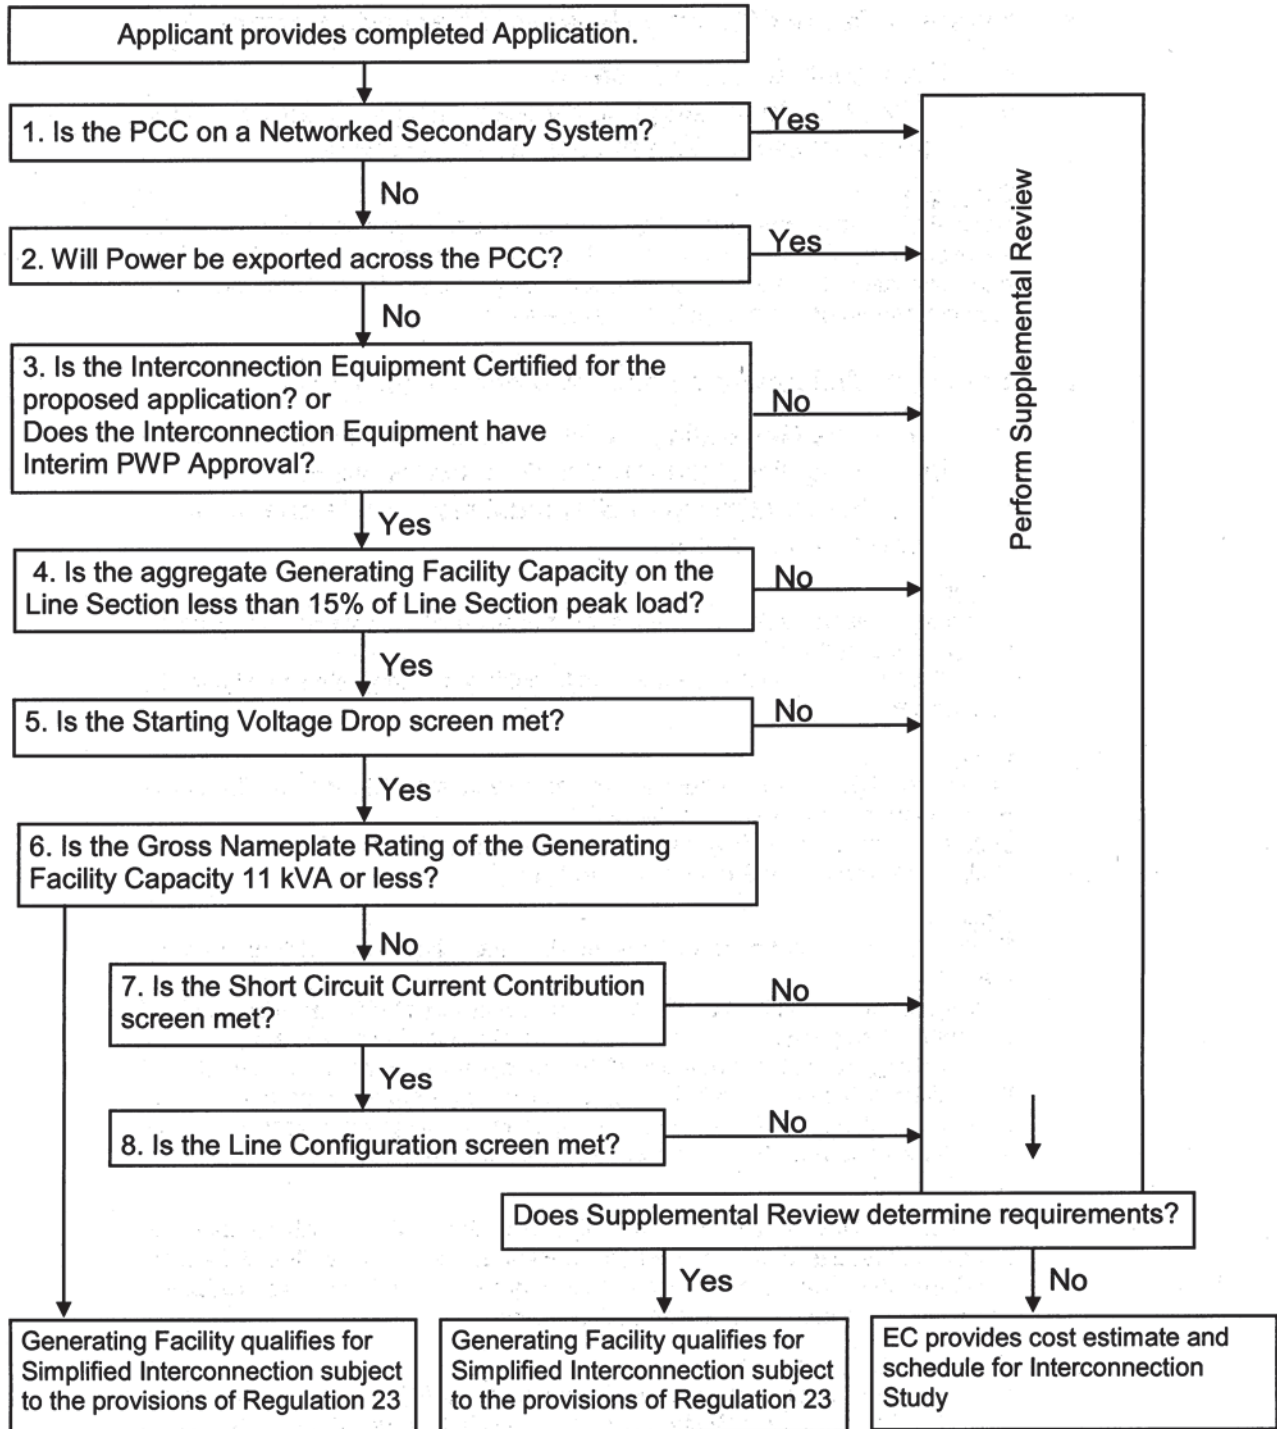 Applicant provides completed Application.
1. Is the PCC on a Networked Secondary System?
Yes
No
2. Will Power be exported across the PCC?
Yes
No
3. Is the Interconnection Equipment Certified for the
proposed application? or
Does the Interconnection Equipment have
Interim PWP Approval?
No
Yes
4. Is the aggregate Generating Facility Capacity on the
Line Section less than 15% of Line Section peak load?
No
Yes
5. Is the Starting Voltage Drop screen met?
No
Yes
6. Is the Gross Nameplate Rating of the Generating
Facility Capacity 11 kVA or less?
No
7. Is the Short Circuit Current Contribution
screen met?
No
Yes
8. Is the Line Configuration screen met?
No
Perform Supplemental Review
Does Supplemental Review determine requirements?
Yes
No
Generating Facility qualifies for
Simplified Interconnection subject
to the provisions of Regulation 23
Generating Facility qualifies for
Simplified Interconnection subject
to the provisions of Regulation 23
EC provides cost estimate and
schedule for Interconnection
Study